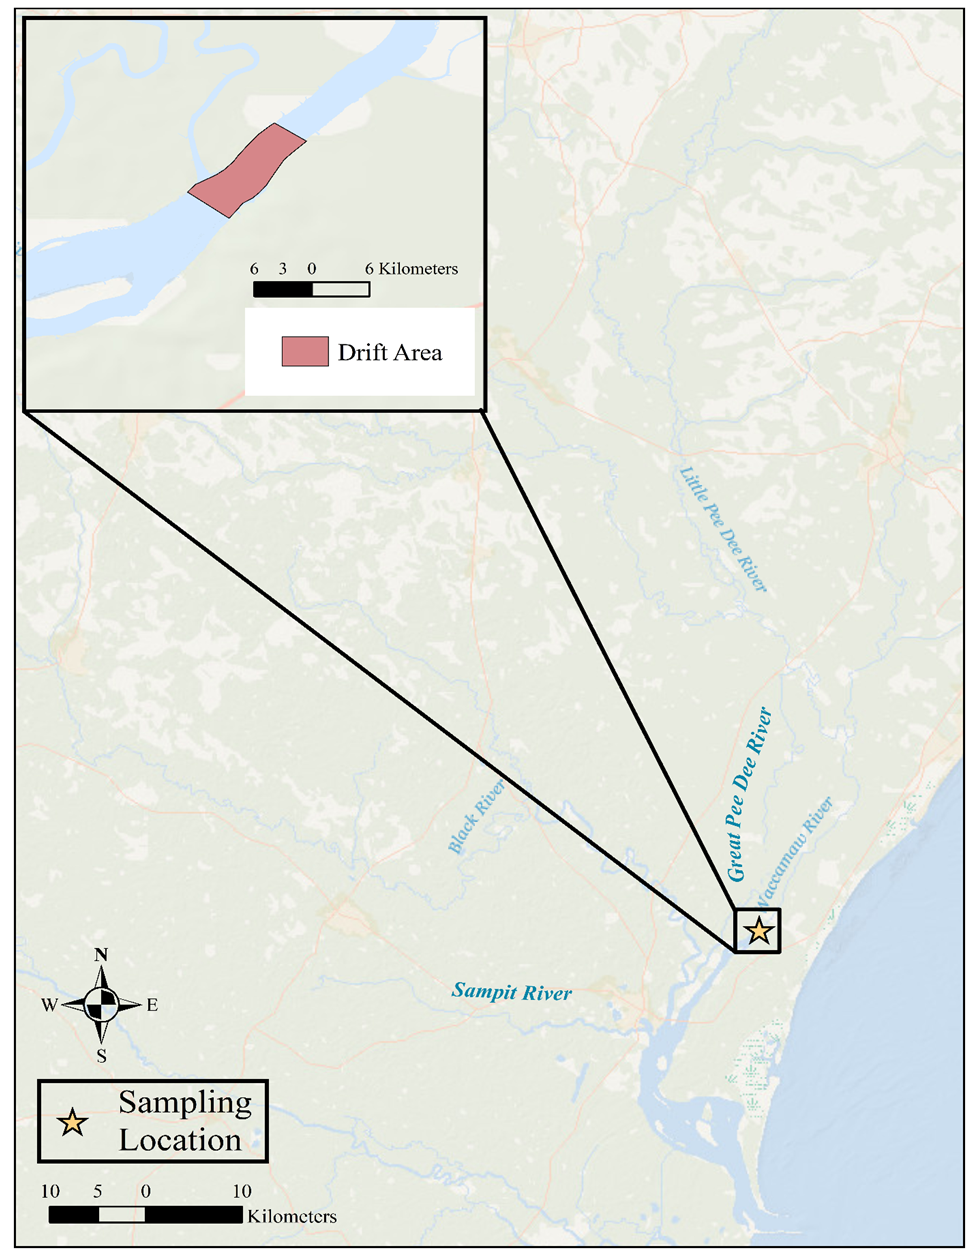 6 3 0 6 Kilometers
Drift Area
Little Pee Dee River
Great Pee Dee River
Black River
Waccamaw River
Sampit River
N
W E
S
Sampling
Location
10 5 0 10
Kilometers